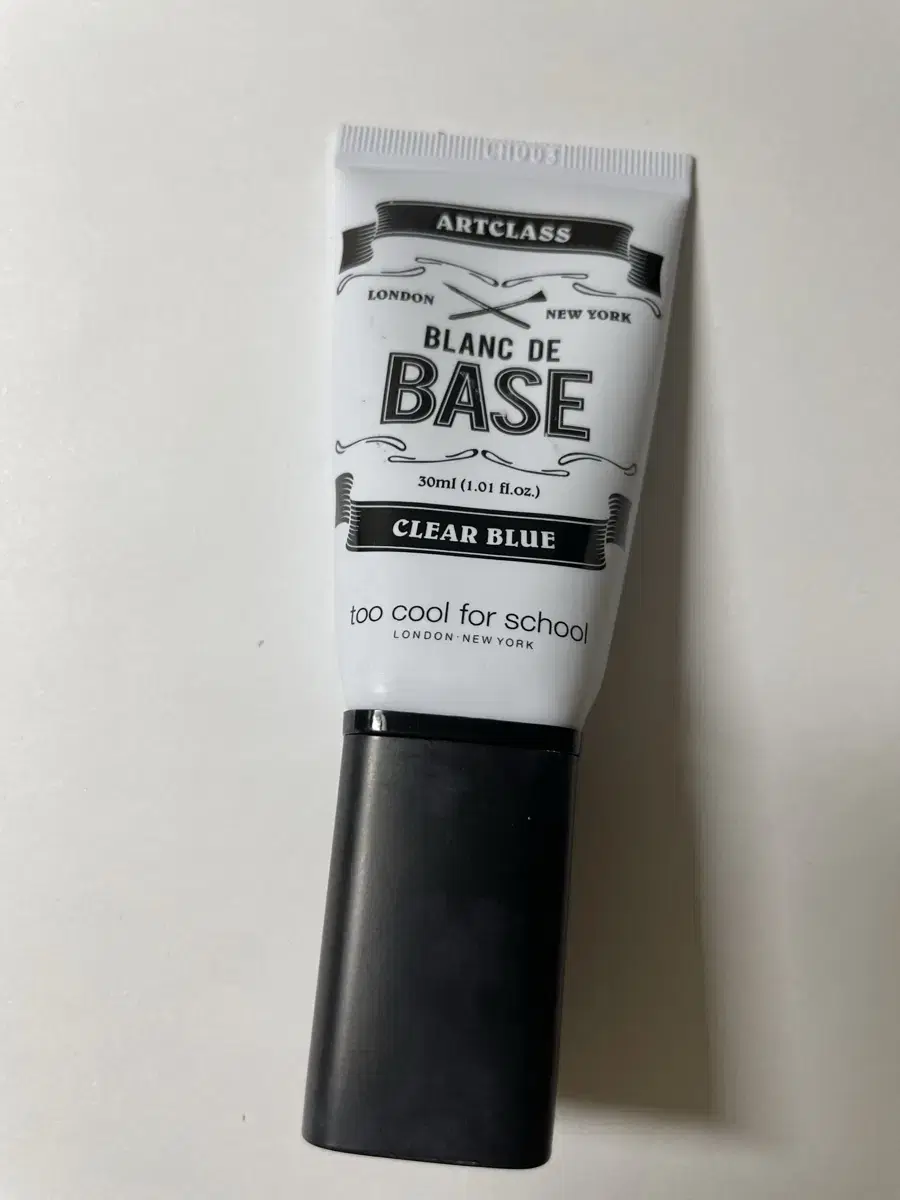 ARTCLASS
LONDON
NEW YORK
BLANC DE
BASE
30ml (1.01 fl.oz.)
CLEAR BLUE
too cool for school
LONDON·NEW YORK